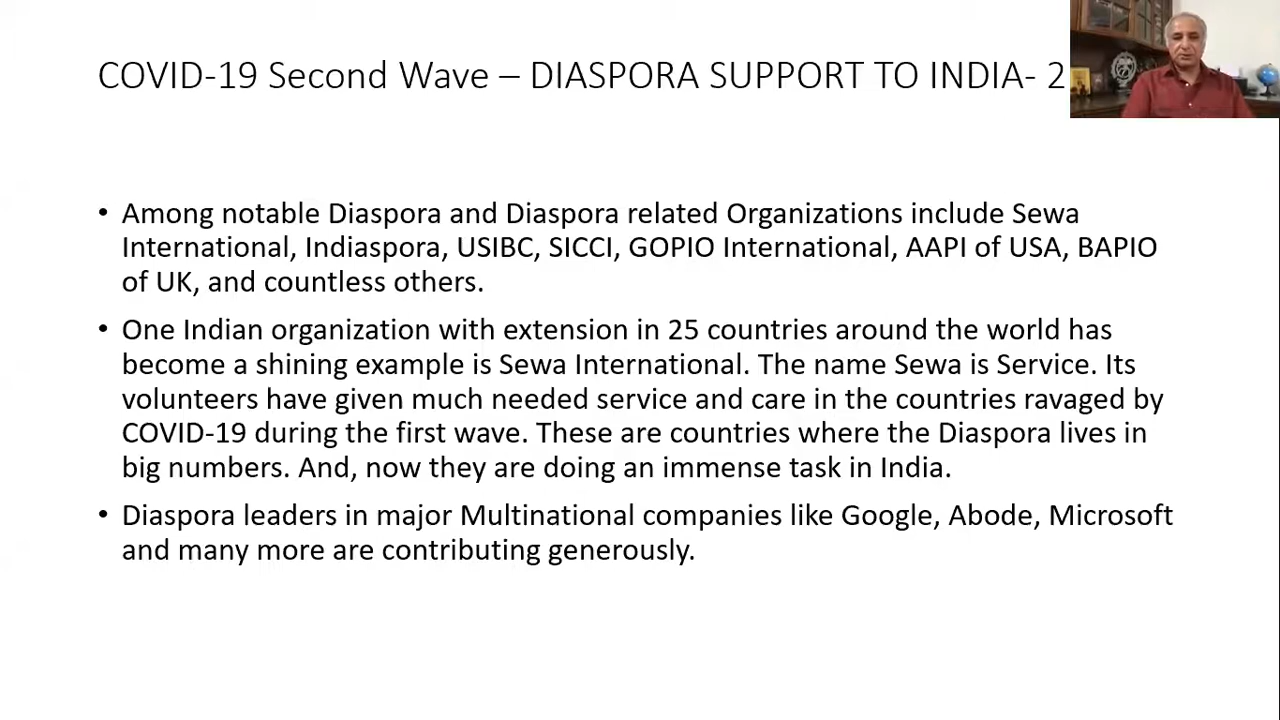 COVID-19 Second Wave – DIASPORA SUPPORT TO INDIA- 2
• Among notable Diaspora and Diaspora related Organizations include Sewa
International, Indiaspora, USIBC, SICCI, GOPIO International, AAPI of USA, BAPIO
of UK, and countless others.
• One Indian organization with extension in 25 countries around the world has
become a shining example is Sewa International. The name Sewa is Service. Its
volunteers have given much needed service and care in the countries ravaged by
COVID-19 during the first wave. These are countries where the Diaspora lives in
big numbers. And, now they are doing an immense task in India.
• Diaspora leaders in major Multinational companies like Google, Abode, Microsoft
and many more are contributing generously.